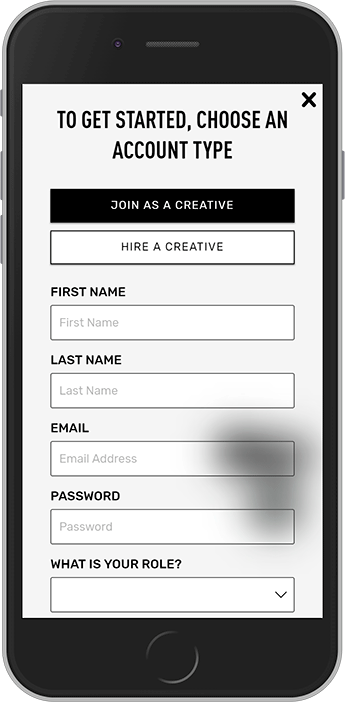 TO GET STARTED, CHOOSE AN
ACCOUNT TYPE
JOIN AS A CREATIVE
HIRE A CREATIVE
FIRST NAME
First Name
LAST NAME
Last Name
EMAIL
Email Address
PASSWORD
Password
WHAT IS YOUR ROLE?